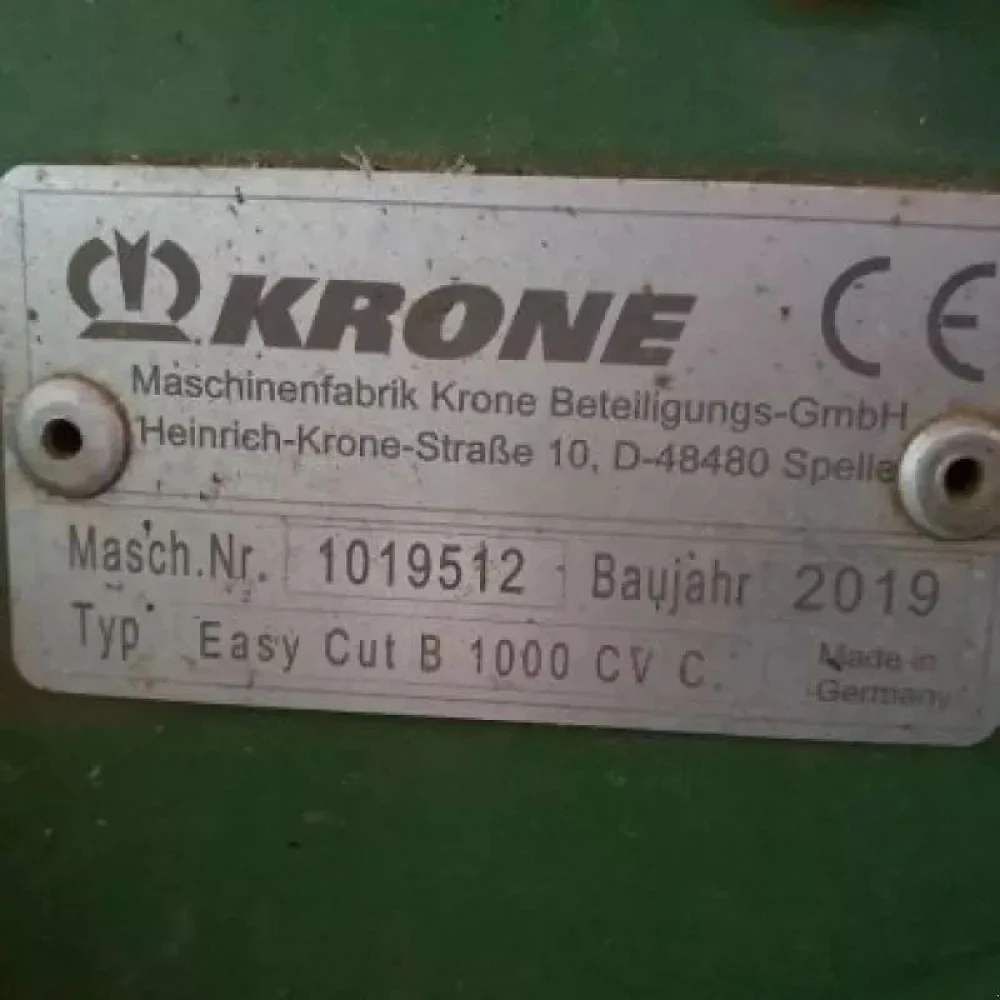 KRONE CE
Maschinenfabrik Krone Beteiligungs-GmbH
Heinrich-Krone-Straße 10, D-48480 Spelle
Masch.Nr. 1019512 Baujahr 2019
Typ Easy Cut B 1000 CV C
Made in
Germany